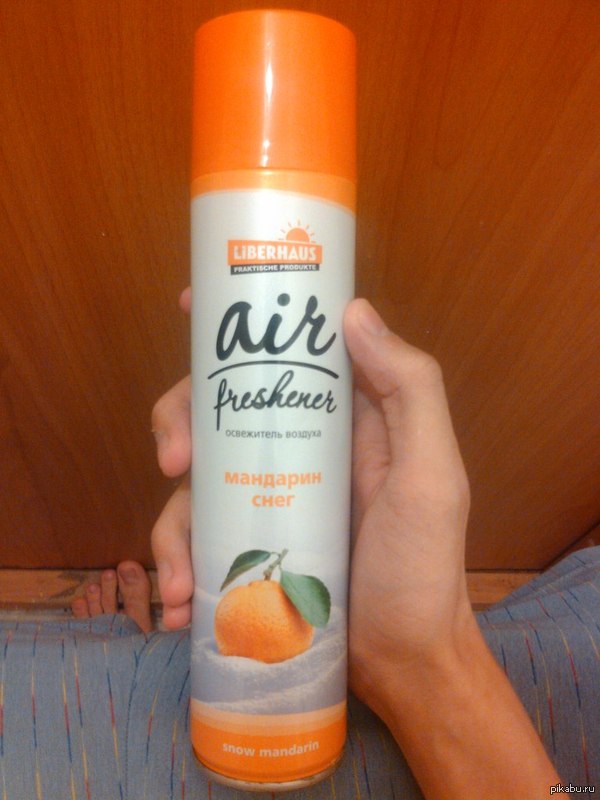 LIBERHAUS
PRAKTISCHE PRODUKTE
air
freshener
освежитель воздуха
мандарин
снег
snow mandarin
pikabu.ru